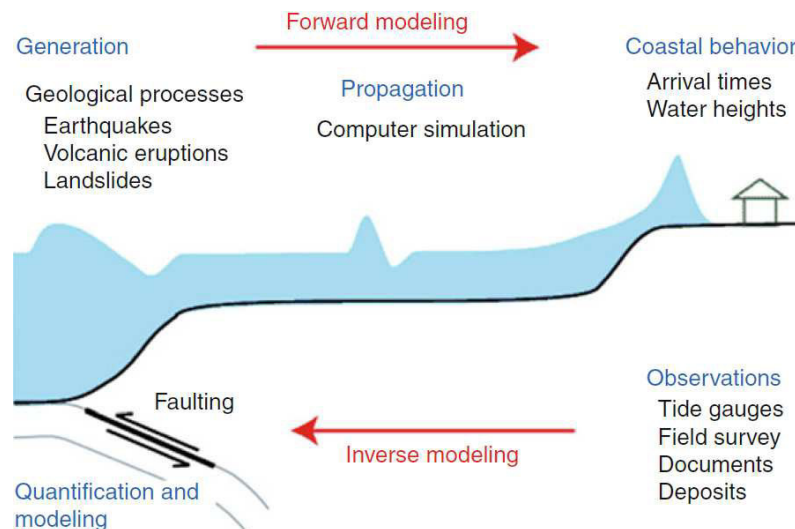 Forward modeling
Generation
Geological processes
Earthquakes
Volcanic eruptions
Landslides
Propagation
Computer simulation
Coastal behavior
Arrival times
Water heights
Faulting
Inverse modeling
Observations
Tide gauges
Field survey
Documents
Deposits
Quantification and
modeling